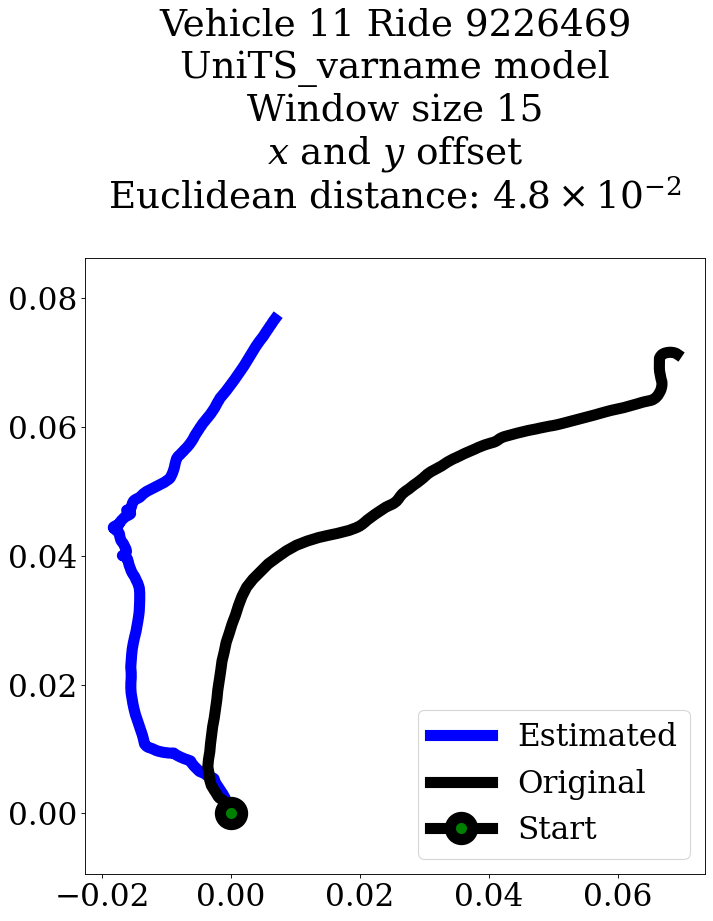 Vehicle 11 Ride 9226469
UniTS_varname model
Window size 15
x and y offset
Euclidean distance: 4.8 × 10⁻²
0.08
0.06
0.04
0.02
0.00
−0.02 0.00 0.02 0.04 0.06
Estimated
Original
Start